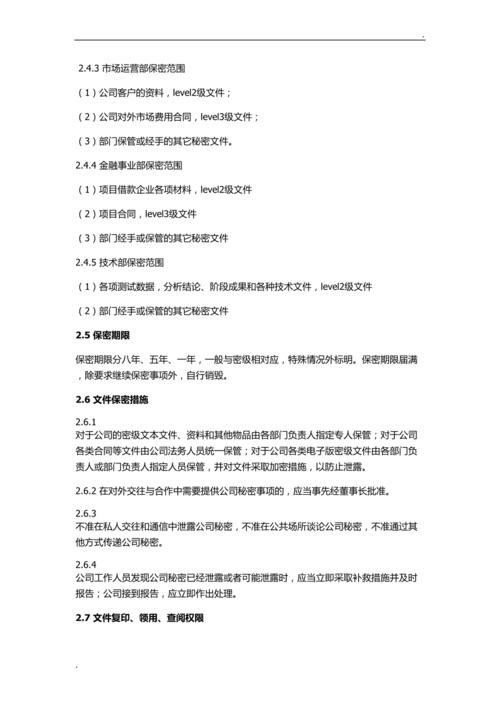 .
2.4.3 市场运营部保密范围
（1）公司客户的资料，level2级文件；
（2）公司对外市场费用合同，level3级文件；
（3）部门保管或经手的其它秘密文件。
2.4.4 金融事业部保密范围
（1）项目借款企业各项材料，level2级文件
（2）项目合同，level3级文件
（3）部门经手或保管的其它秘密文件
2.4.5 技术部保密范围
（1）各项测试数据，分析结论、阶段成果和各种技术文件，level2级文件
（2）部门经手或保管的其它秘密文件
2.5 保密期限
保密期限分八年、五年、一年，一般与密级相对应，特殊情况外标明。保密期限届满
，除要求继续保密事项外，自行销毁。
2.6 文件保密措施
2.6.1
对于公司的密级文本文件、资料和其他物品由各部门负责人指定专人保管；对于公司
各类合同等文件由公司法务人员统一保管；对于公司各类电子版密级文件由各部门负
责人或部门负责人指定人员保管，并对文件采取加密措施，以防止泄露。
2.6.2 在对外交往与合作中需要提供公司秘密事项的，应当事先经董事长批准。
2.6.3
不准在私人交往和通信中泄露公司秘密，不准在公共场所谈论公司秘密，不准通过其
他方式传递公司秘密。
2.6.4
公司工作人员发现公司秘密已经泄露或者可能泄露时，应当立即采取补救措施并及时
报告；公司接到报告，应立即作出处理。
2.7 文件复印、领用、查阅权限
.